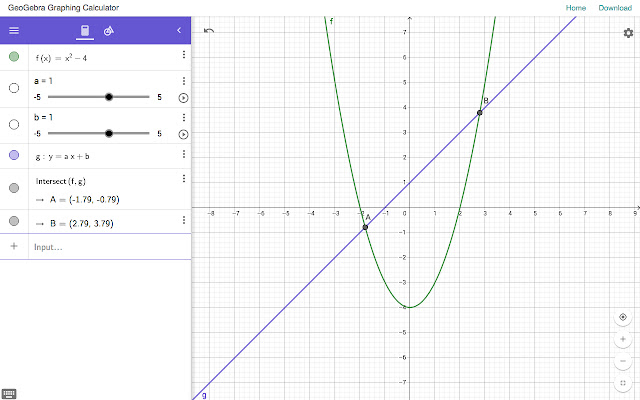 GeoGebra Graphing Calculator
Home Download
f(x) = x² − 4
a = 1
-5 5
b = 1
-5 5
g : y = a x + b
Intersect (f, g)
→ A = (-1.79, -0.79)
→ B = (2.79, 3.79)
+ Input...
f
7
6
5
4
3
2
1
B
A
-8 -7 -6 -5 -4 -3 -2 -1 0 1 2 3 4 5 6 7 8 9
-1
-2
-3
-4
-5
-6
-7
g